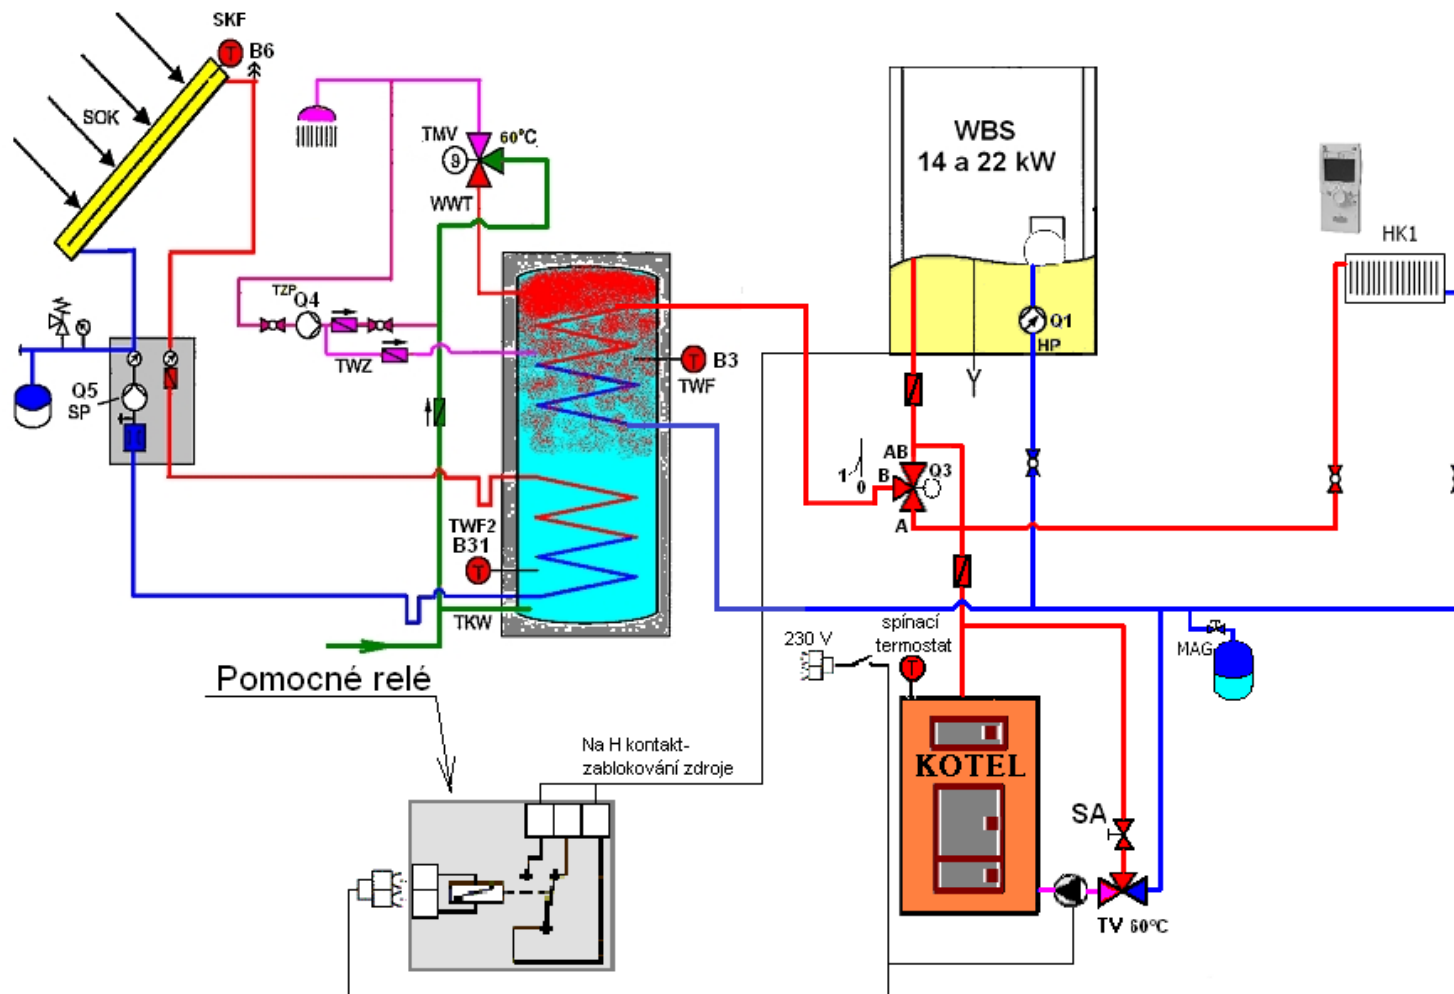 SKF
B6
SOK
TMV
60°C
9
WWT
WBS
14 a 22 kW
HK1
TZP
Q4
TWZ
Q5
SP
T
B3
TWF
Q1
HP
AB
1
0
B
Q3
A
TWF2
B31
T
TKW
230 V
spínací
termostat
T
MAG
Pomocné relé
Na H kontakt-
zablokování zdroje
KOTEL
SA
TV 60°C
T